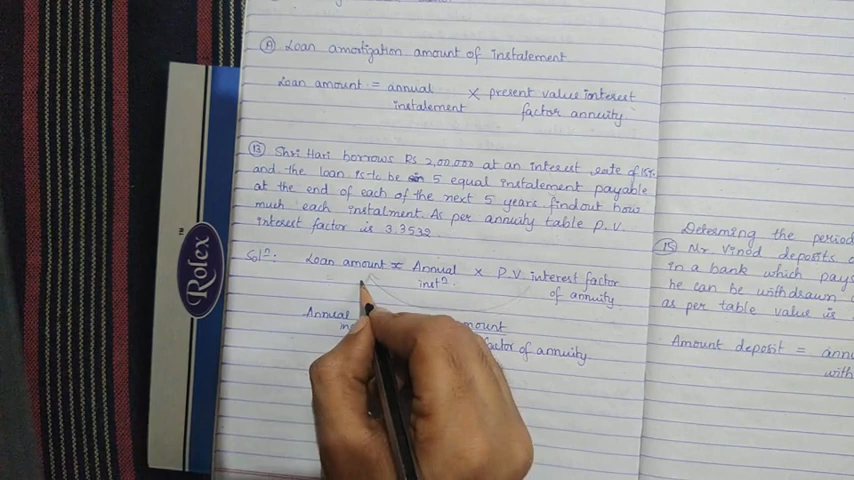 A Loan amortization amount of instalement
Loan amount = annual × present value interest
instalement factor annuity
13 Shri Hari borrows Rs 2,00,000 at an interest rate of 15%
and the loan is to be 5 equal instalement payable
at the end of each of the next 5 years find out how
much each instalment. As per annuity table P.V.
interest factor is 3.3532
Solⁿ: Loan amount = Annual × P.V interest factor
instⁿ. of annuity
Annual amount
factor of annuity
Determing the period
15 Mr Vinod deposits
in a bank which pays
he can be withdrawn
as per table value is
Amount deposit =
with
Rolex